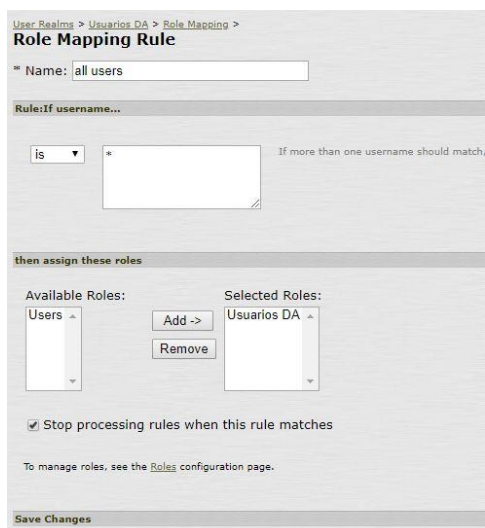 User Realms > Usuarios DA > Role Mapping >
Role Mapping Rule
* Name: all users
Rule:If username...
is
*
If more than one username should match,
then assign these roles
Available Roles:
Selected Roles:
Users
Add ->
Usuarios DA
Remove
Stop processing rules when this rule matches
To manage roles, see the Roles configuration page.
Save Changes